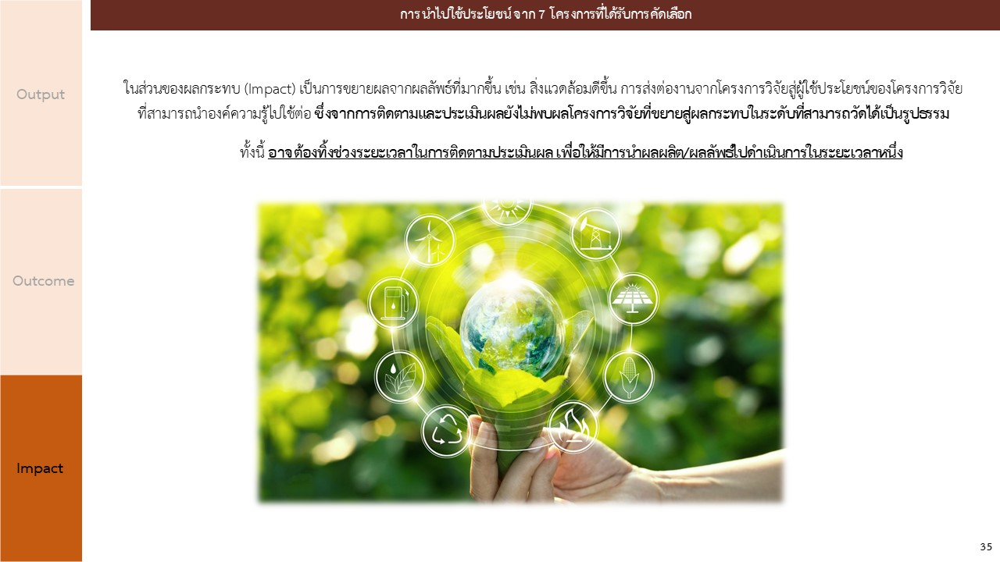 การนำไปใช้ประโยชน์ จาก 7 โครงการที่ได้รับการคัดเลือก
Output
Outcome
Impact
ในส่วนของผลกระทบ (Impact) เป็นการขยายผลจากผลลัพธ์ที่มากขึ้น เช่น สิ่งแวดล้อมดีขึ้น การส่งต่องานจากโครงการวิจัยสู่ผู้ใช้ประโยชน์ของโครงการวิจัย
ที่สามารถนำองค์ความรู้ไปใช้ต่อ ซึ่งจากการติดตามและประเมินผลยังไม่พบผลโครงการวิจัยที่ขยายสู่ผลกระทบในระดับที่สามารถวัดได้เป็นรูปธรรม
ทั้งนี้ อาจต้องทิ้งช่วงระยะเวลาในการติดตามประเมินผล เพื่อให้มีการนำผลผลิต/ผลลัพธ์ไปดำเนินการในระยะเวลาหนึ่ง
35